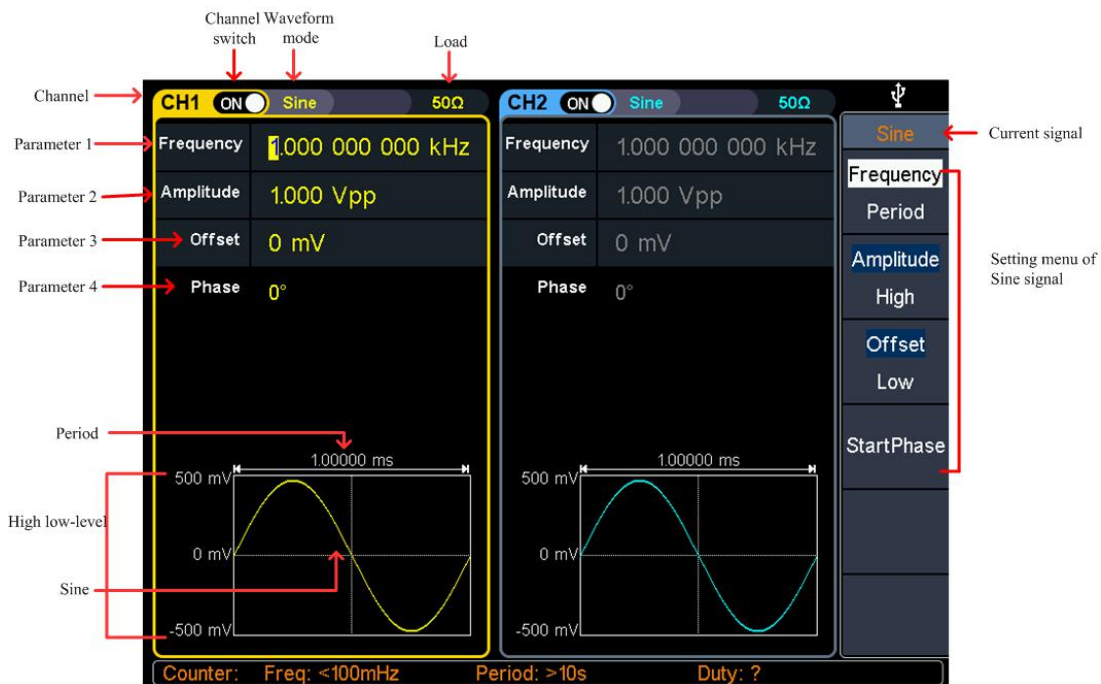 Channel switch
Waveform mode
Load
Channel
CH1 ON Sine 50Ω
CH2 ON Sine 50Ω
Parameter 1
Frequency 1.000 000 000 kHz
Frequency 1.000 000 000 kHz
Parameter 2
Amplitude 1.000 Vpp
Amplitude 1.000 Vpp
Parameter 3
Offset 0 mV
Offset 0 mV
Parameter 4
Phase 0°
Phase 0°
Sine
Current signal
Frequency
Period
Amplitude
High
Offset
Low
StartPhase
Setting menu of
Sine signal
Period
1.00000 ms
500 mV
0 mV
-500 mV
High low-level
Sine
1.00000 ms
500 mV
0 mV
-500 mV
Counter: Freq: <100mHz Period: >10s Duty: ?